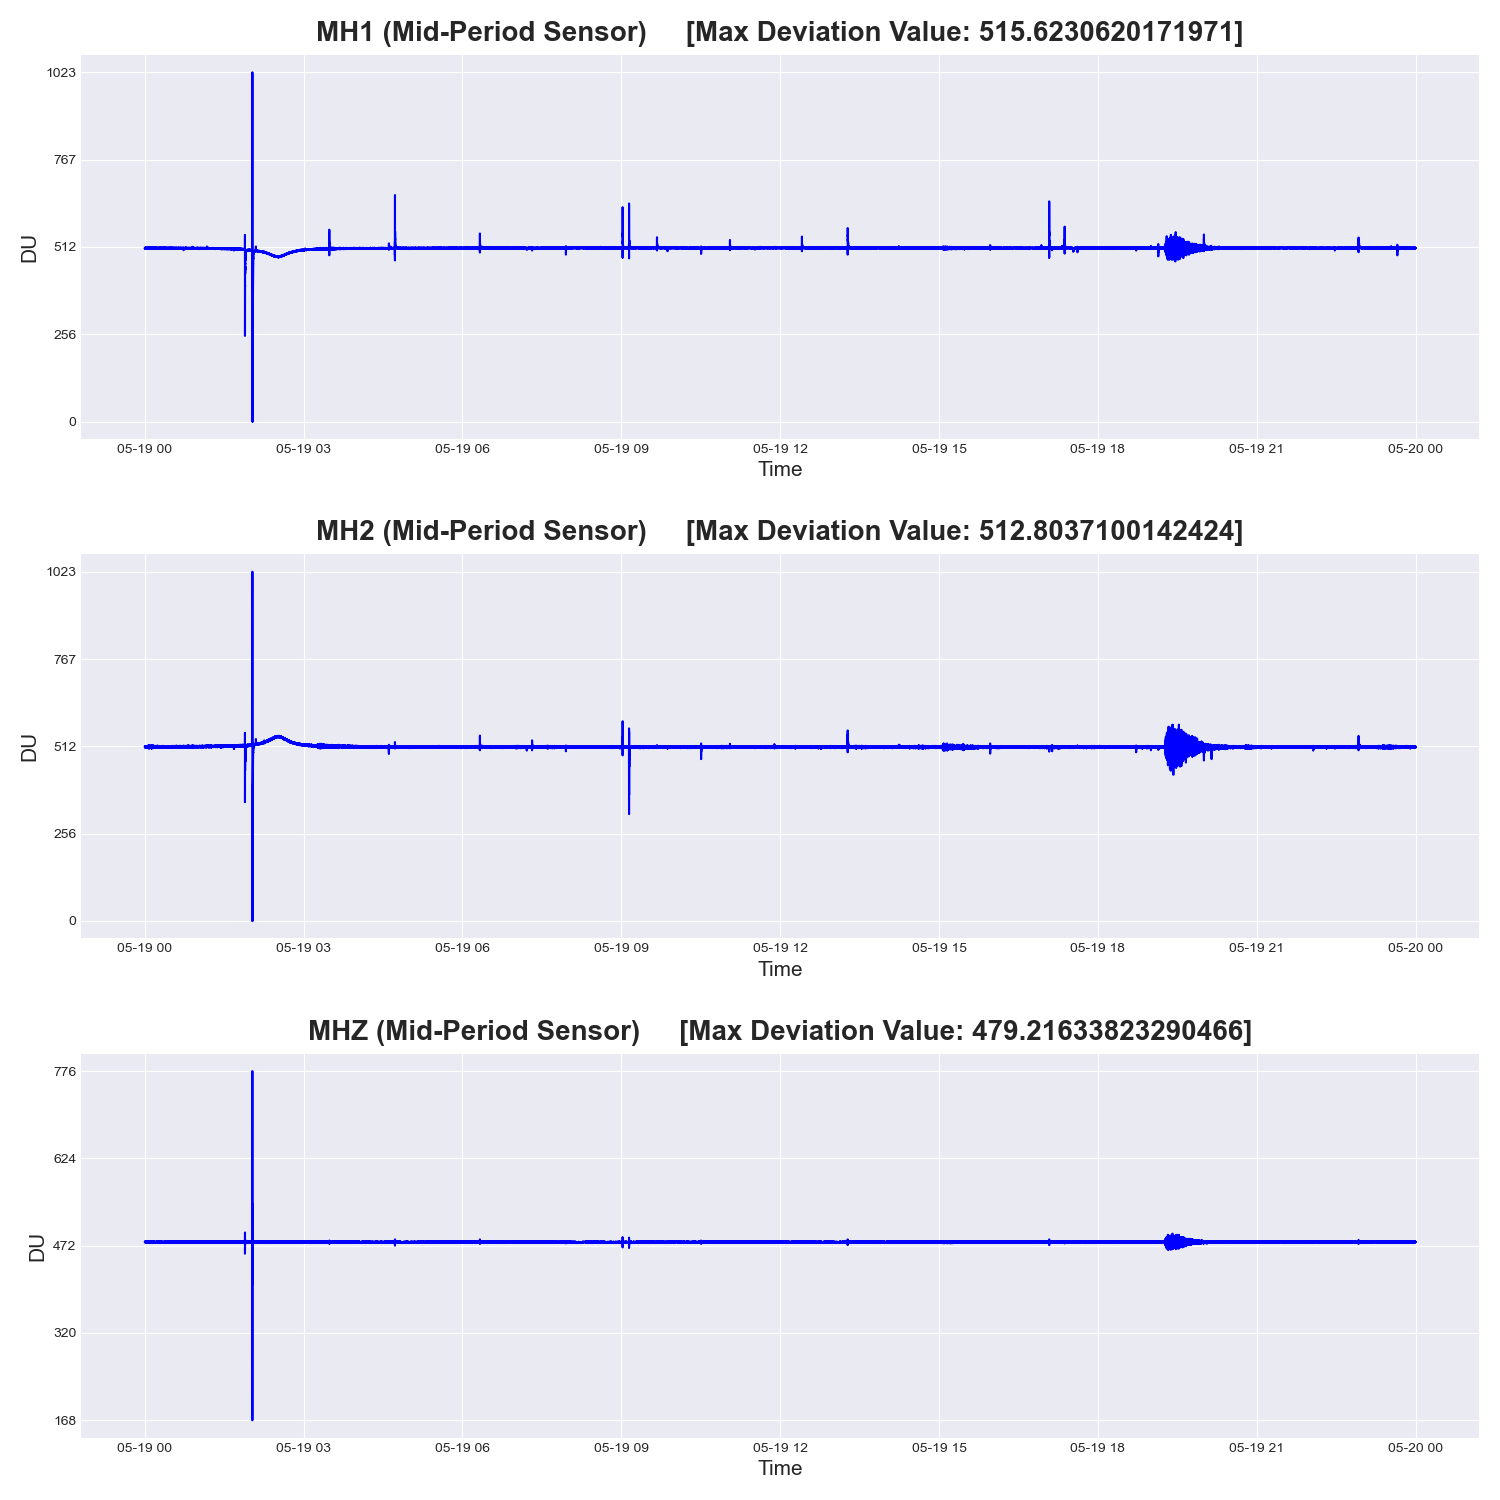 MH1 (Mid-Period Sensor) [Max Deviation Value: 515.6230620171971]
1023
767
512
256
0
DU
05-19 00 05-19 03 05-19 06 05-19 09 05-19 12 05-19 15 05-19 18 05-19 21 05-20 00
Time
MH2 (Mid-Period Sensor) [Max Deviation Value: 512.8037100142424]
1023
767
512
256
0
DU
05-19 00 05-19 03 05-19 06 05-19 09 05-19 12 05-19 15 05-19 18 05-19 21 05-20 00
Time
MHZ (Mid-Period Sensor) [Max Deviation Value: 479.21633823290466]
776
624
472
320
168
DU
05-19 00 05-19 03 05-19 06 05-19 09 05-19 12 05-19 15 05-19 18 05-19 21 05-20 00
Time